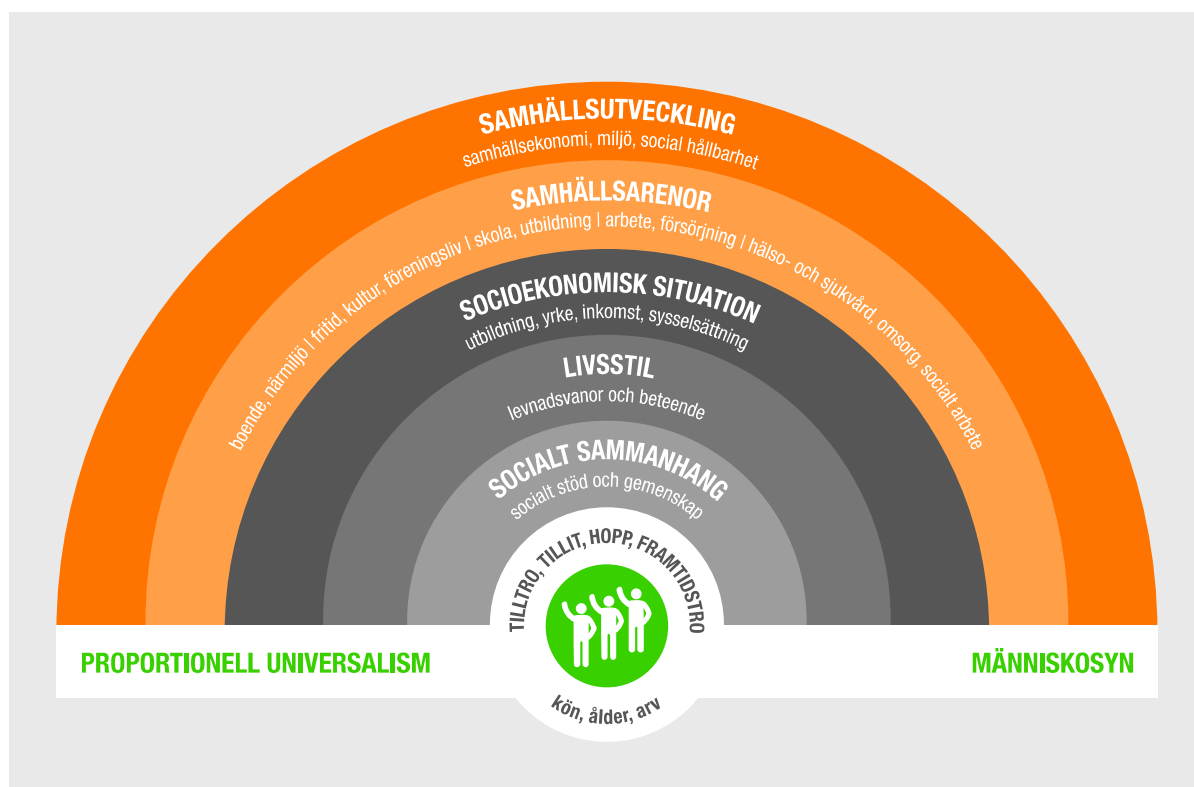 SAMHÄLLSUTVECKLING
samhällsekonomi, miljö, social hållbarhet
SAMHÄLLSARENOR
boende, närmiljö | fritid, kultur, föreningsliv | skola, utbildning | arbete, försörjning | hälso- och sjukvård, omsorg, socialt arbete
SOCIOEKONOMISK SITUATION
utbildning, yrke, inkomst, sysselsättning
LIVSSTIL
levnadsvanor och beteende
SOCIALT SAMMANHANG
socialt stöd och gemenskap
TILLTRO, TILLIT, HOPP, FRAMTIDSTRO
PROPORTIONELL UNIVERSALISM
MÄNNISKOSYN
kön, ålder, arv